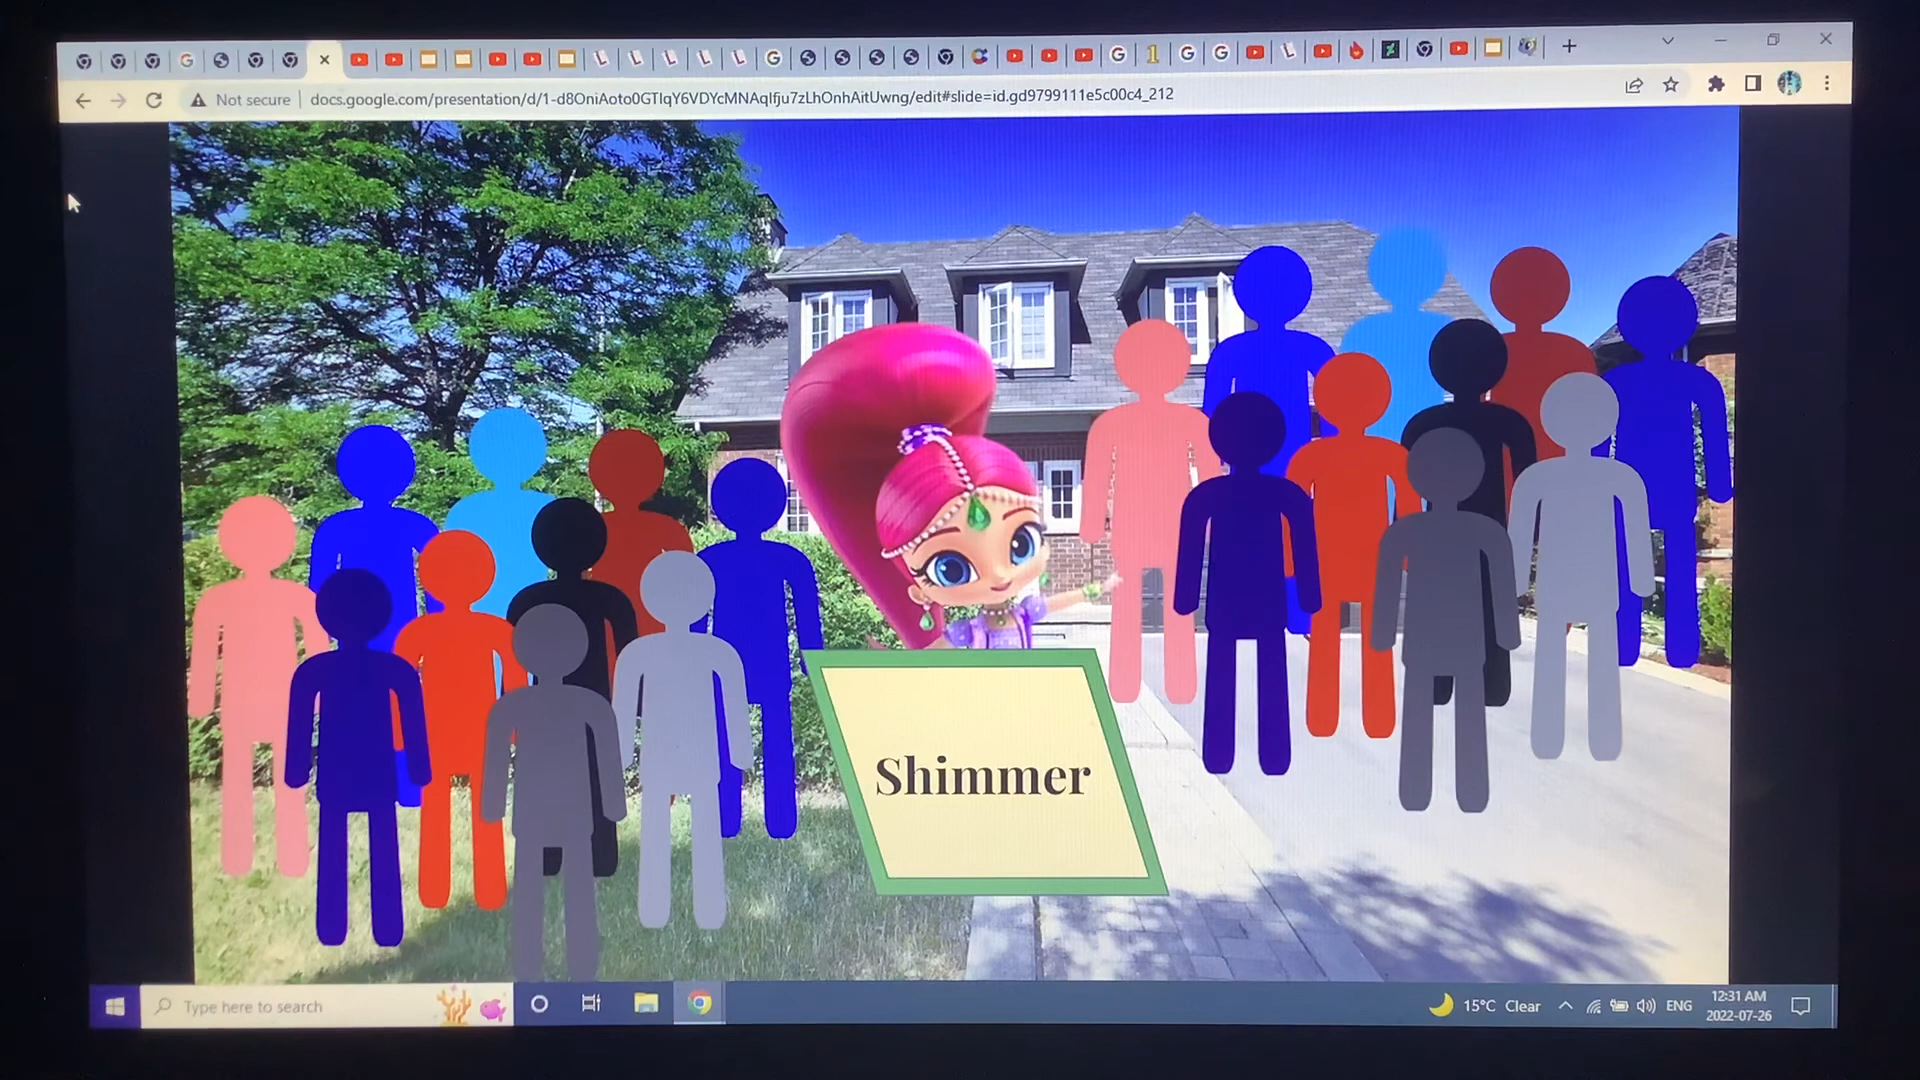 Not secure
docs.google.com/presentation/d/1-d8OniAoto0GTlqY6VDYcMNAqIfju7zLhOnhAitUwng/edit#slide=id.gd9799111e5c00c4_212
Shimmer
Type here to search
15°C Clear
ENG
12:31 AM
2022-07-26